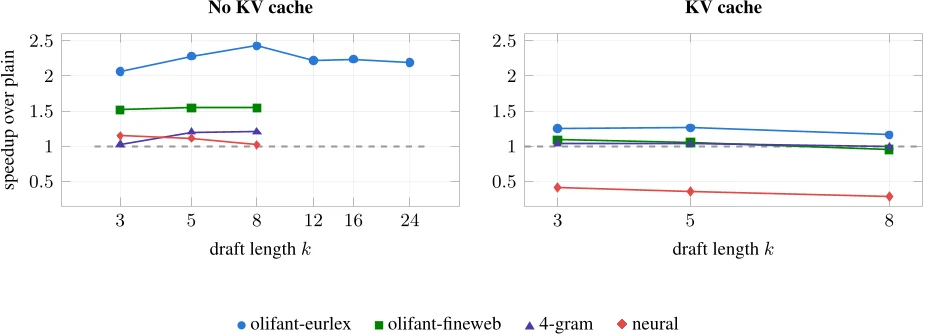 No KV cache
KV cache
speedup over plain
2.5
2
1.5
1
0.5
3
5
8
12
16
24
draft length k
2.5
2
1.5
1
0.5
3
5
8
draft length k
olifant-eurlex
olifant-fineweb
4-gram
neural